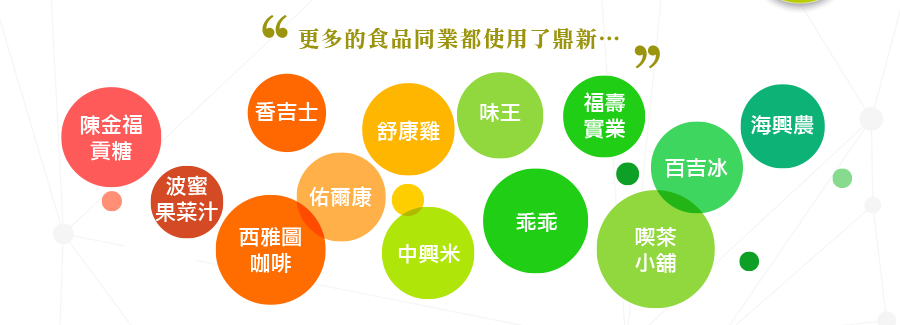 “更多的食品同業都使用了鼎新…”
陳金福
貢糖
波蜜
果菜汁
香吉士
西雅圖
咖啡
佑爾康
舒康雞
中興米
味王
乖乖
福壽
實業
喫茶
小舖
百吉冰
海興農